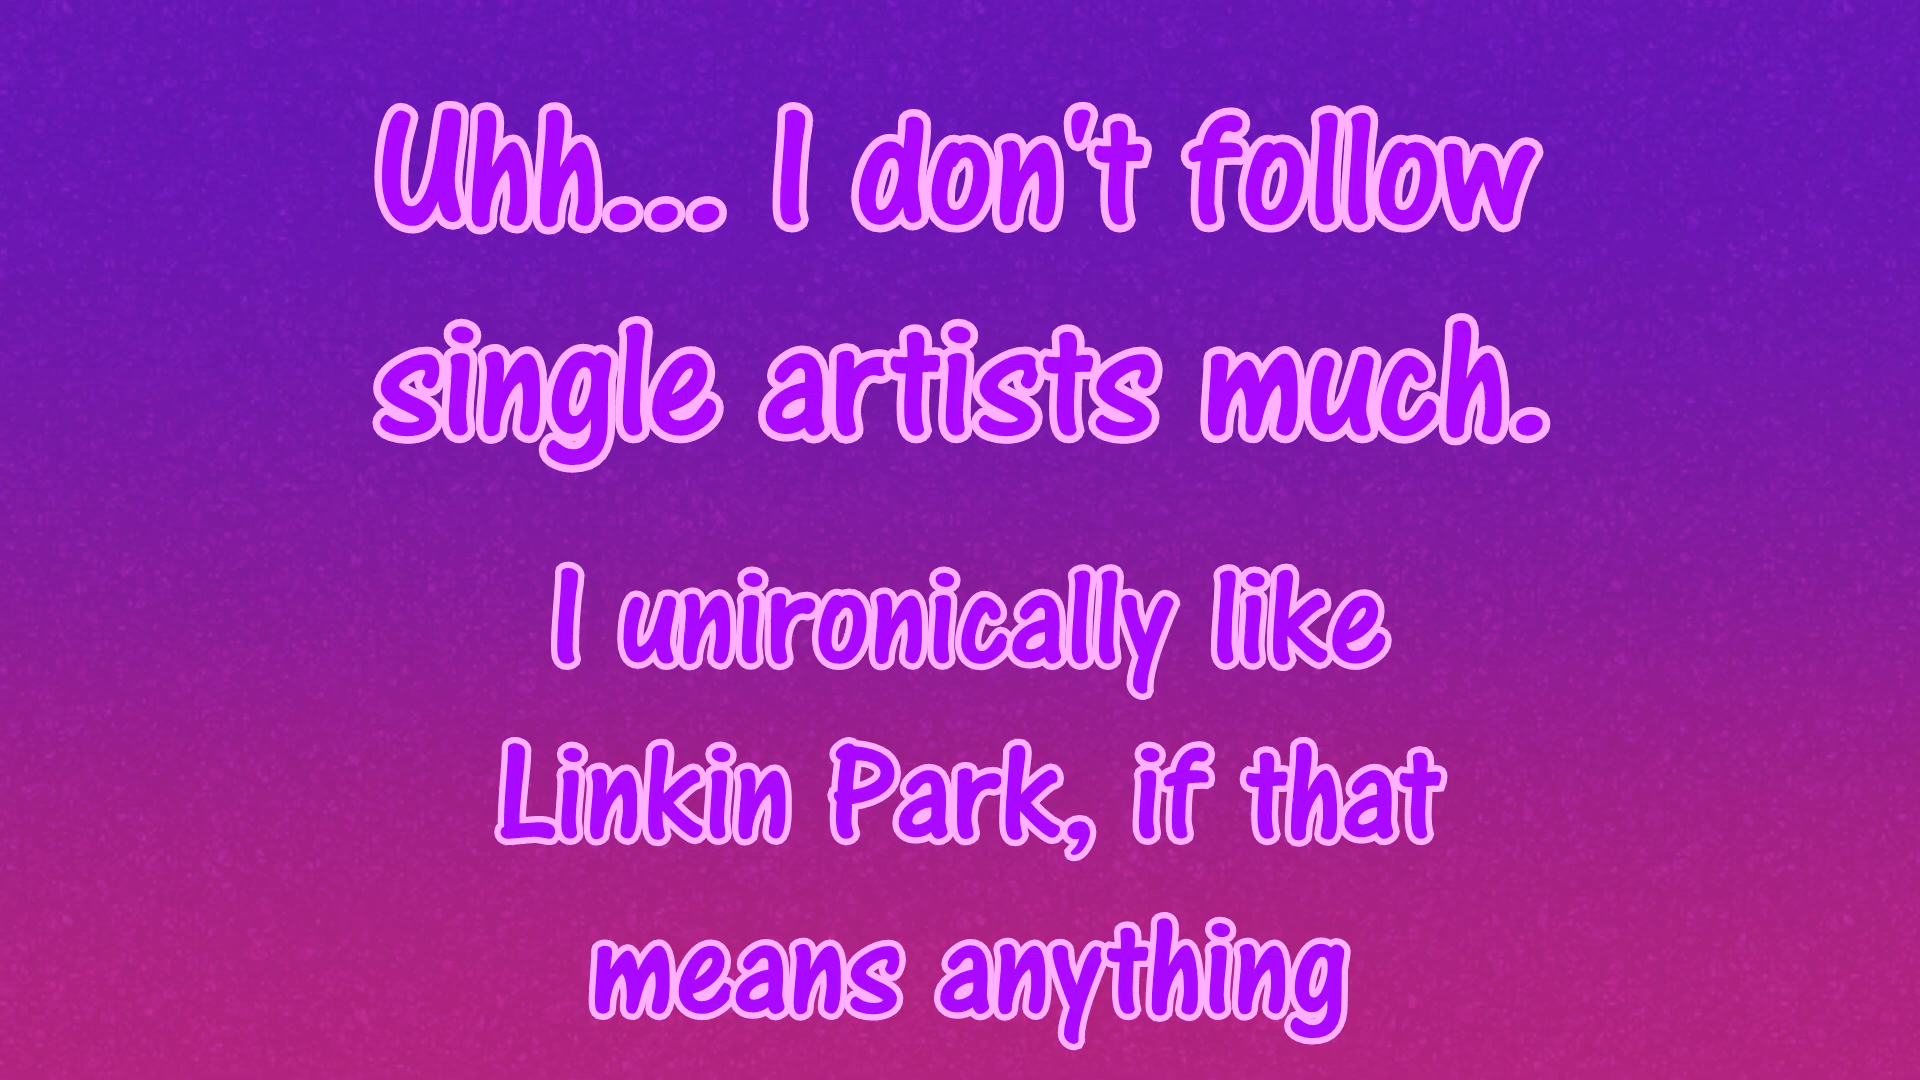 Uhh... I don't follow
single artists much.
I unironically like
Linkin Park, if that
means anything